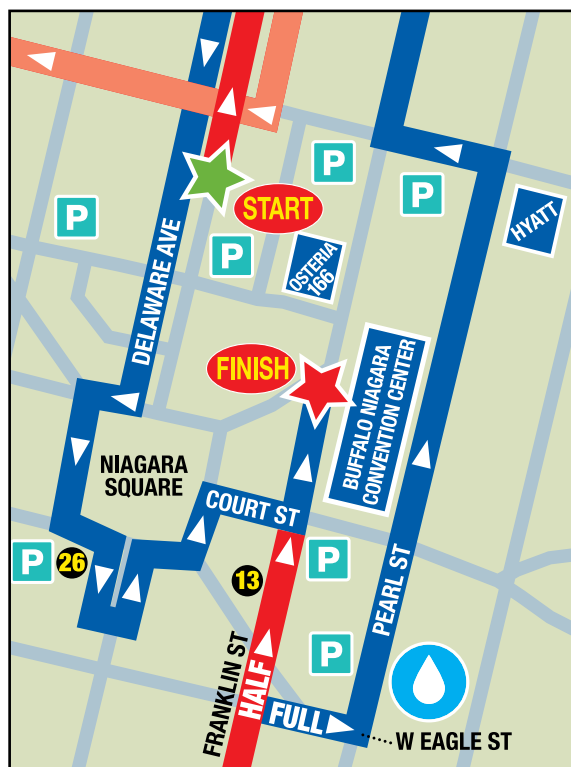 P
P
START
P
P
HYATT
OSTERIA
166
DELAWARE AVE
FINISH
BUFFALO NIAGARA
CONVENTION CENTER
NIAGARA
SQUARE
COURT ST
P
26
13
P
PEARL ST
P
FRANKLIN ST
HALF
FULL
W EAGLE ST